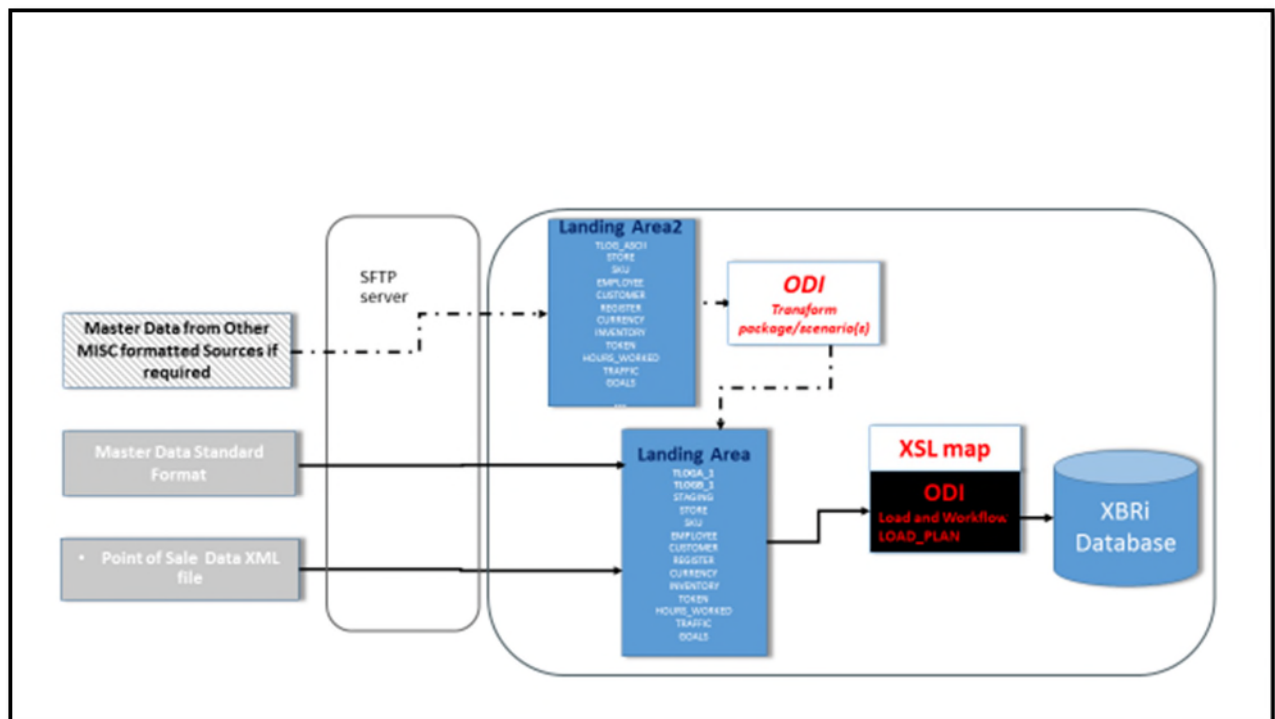 SFTP
server
Master Data from Other
MISC formatted Sources if
required
Master Data Standard
Format
• Point of Sale Data XML
file
Landing Area2
TLOG_ASCII
STORE
SKU
EMPLOYEE
CUSTOMER
REGISTER
CURRENCY
INVENTORY
TOKEN
HOURS_WORKED
TRAFFIC
GOALS
...
ODI
Transform
package/scenario(s)
Landing Area
TLOGA_1
TLOGB_1
STAGING
STORE
SKU
EMPLOYEE
CUSTOMER
REGISTER
CURRENCY
INVENTORY
TOKEN
HOURS_WORKED
TRAFFIC
GOALS
XSL map
ODI
Load and Workflow
LOAD_PLAN
XBRi
Database